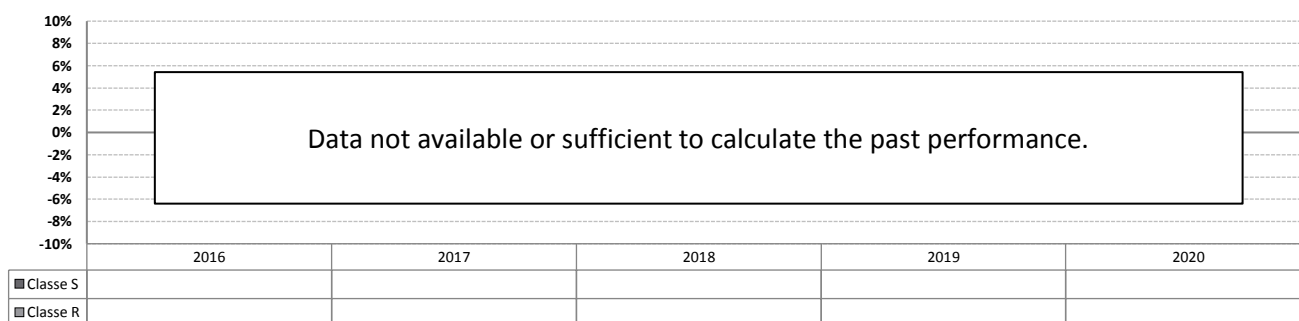 10%
8%
6%
4%
2%
0%
-2%
-4%
-6%
-8%
-10%
Data not available or sufficient to calculate the past performance.
2016 2017 2018 2019 2020
Classe S
Classe R